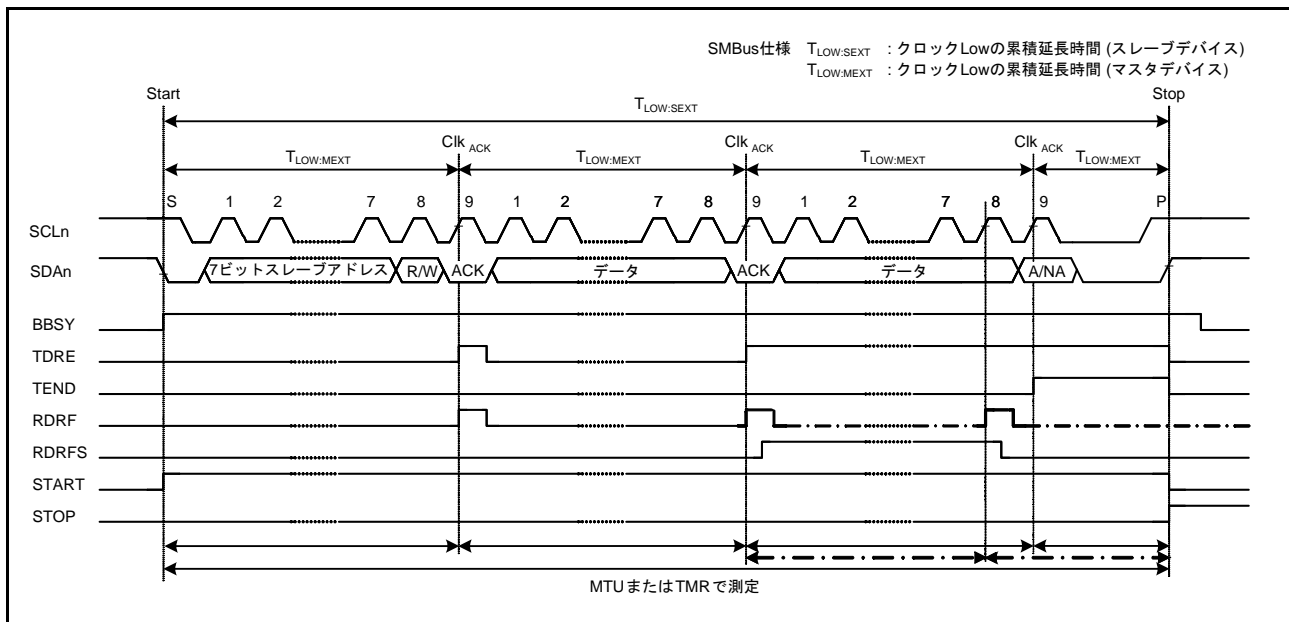 SMBus仕様 TLOW:SEXT : クロックLowの累積延長時間 (スレーブデバイス)
TLOW:MEXT : クロックLowの累積延長時間 (マスタデバイス)
Start Stop
TLOW:SEXT
ClkACK ClkACK ClkACK
TLOW:MEXT TLOW:MEXT TLOW:MEXT TLOW:MEXT
S 1 2 7 8 9 1 2 7 8 9 1 2 7 8 9 P
SCLn
SDAn 7ビットスレーブアドレス R/W ACK データ ACK データ A/NA
BBSY
TDRE
TEND
RDRF
RDRFS
START
STOP
MTUまたはTMRで測定